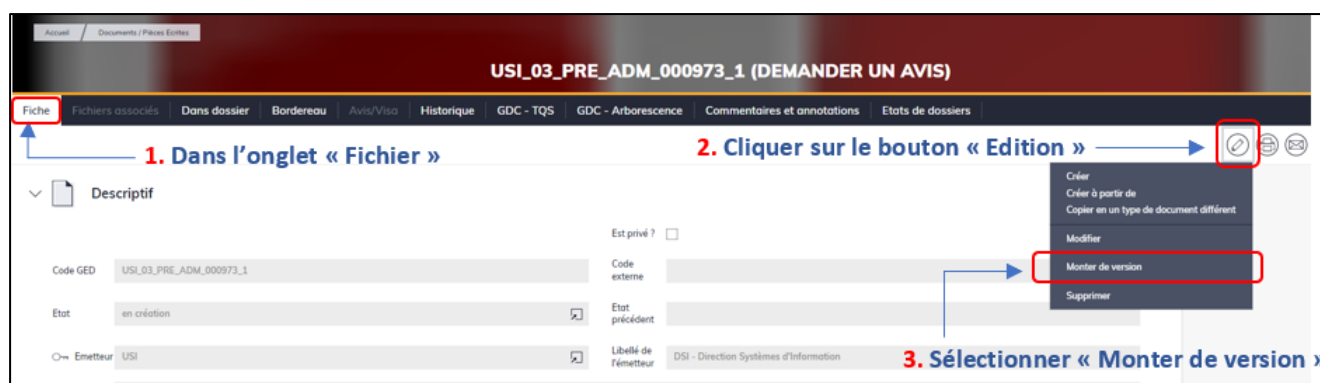 Accueil / Documents / Pièces Ecrites
USI_03_PRE_ADM_000973_1 (DEMANDER UN AVIS)
Fiche Fichiers associés Dans dossier Bordereau Avis/Visa Historique GDC - TQS GDC - Arborescence Commentaires et annotations Etats de dossiers
1. Dans l’onglet « Fichier »
2. Cliquer sur le bouton « Edition »
Créer
Créer à partir de
Copier en un type de document différent
Modifier
Monter de version
Supprimer
Descriptif
Est privé ?
Code GED USI_03_PRE_ADM_000973_1
Code
externe
Etat en création
Etat
précédent
Emetteur USI
Libellé de
l'émetteur DSI - Direction Systèmes d'Information
3. Sélectionner « Monter de version »